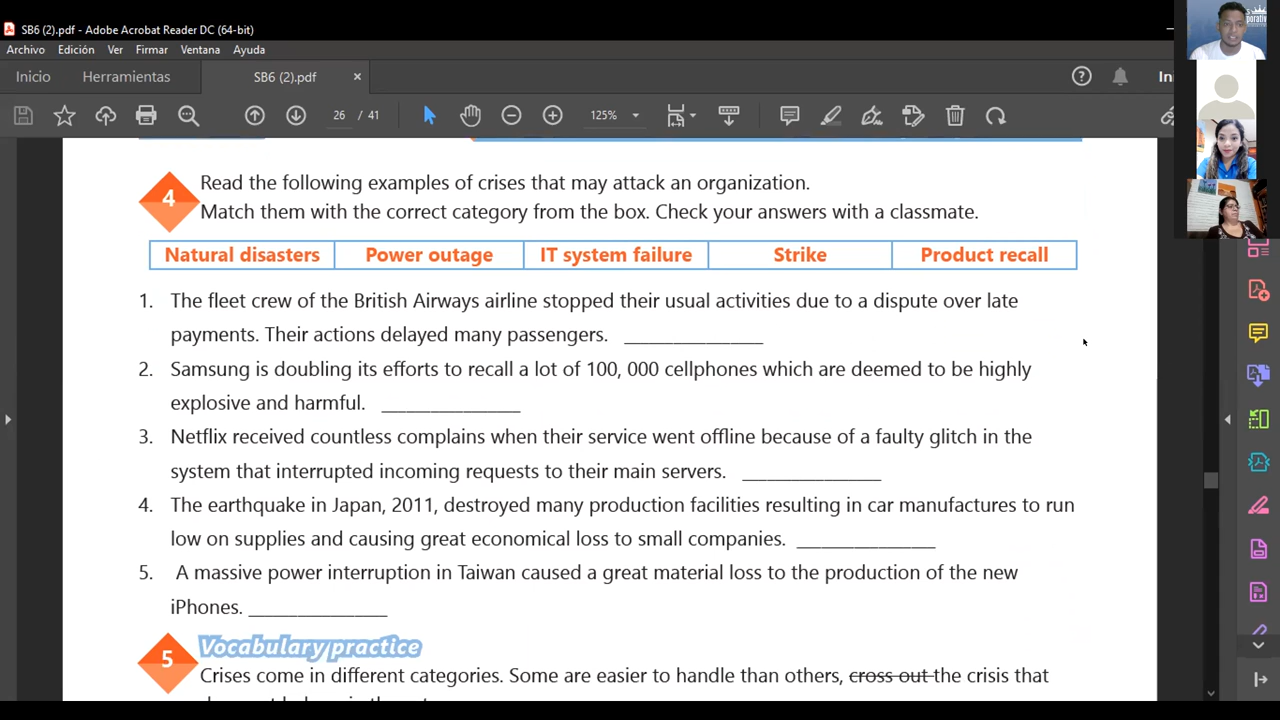 SB6 (2).pdf - Adobe Acrobat Reader DC (64-bit)
Archivo Edición Ver Firmar Ventana Ayuda
Inicio Herramientas SB6 (2).pdf
26 / 41 125%
4 Read the following examples of crises that may attack an organization.
Match them with the correct category from the box. Check your answers with a classmate.
Natural disasters Power outage IT system failure Strike Product recall
1. The fleet crew of the British Airways airline stopped their usual activities due to a dispute over late
payments. Their actions delayed many passengers. _______________
2. Samsung is doubling its efforts to recall a lot of 100, 000 cellphones which are deemed to be highly
explosive and harmful. _______________
3. Netflix received countless complains when their service went offline because of a faulty glitch in the
system that interrupted incoming requests to their main servers. _______________
4. The earthquake in Japan, 2011, destroyed many production facilities resulting in car manufactures to run
low on supplies and causing great economical loss to small companies. _______________
5. A massive power interruption in Taiwan caused a great material loss to the production of the new
iPhones. _______________
5 Vocabulary practice
Crises come in different categories. Some are easier to handle than others, cross out the crisis that